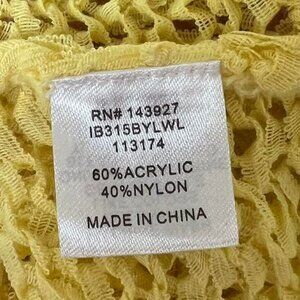 RN# 143927
IB315BYLWL
113174
60%ACRYLIC
40%NYLON
MADE IN CHINA